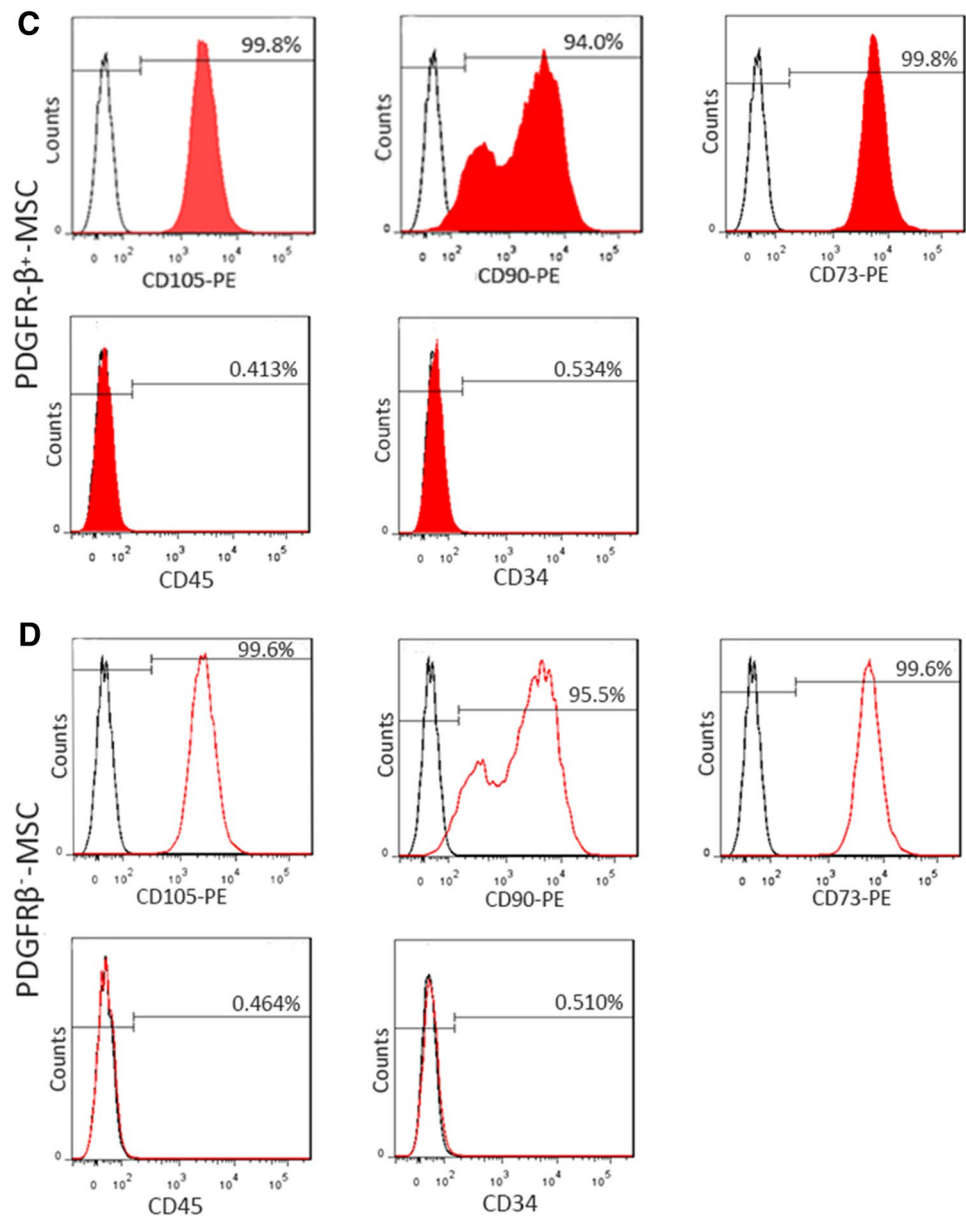 C
PDGFR-β+-MSC
99.8%
Counts
0
0 10² 10³ 10⁴ 10⁵
CD105-PE
94.0%
Counts
0
0 10² 10³ 10⁴ 10⁵
CD90-PE
99.8%
Counts
0
0 10² 10³ 10⁴ 10⁵
CD73-PE
0.413%
Counts
0
0 10² 10³ 10⁴ 10⁵
CD45
0.534%
Counts
0
0 10² 10³ 10⁴ 10⁵
CD34
D
PDGFRβ⁻-MSC
99.6%
Counts
0
0 10² 10³ 10⁴ 10⁵
CD105-PE
95.5%
Counts
0
0 10² 10³ 10⁴ 10⁵
CD90-PE
99.6%
Counts
0
0 10² 10³ 10⁴ 10⁵
CD73-PE
0.464%
Counts
0
0 10² 10³ 10⁴ 10⁵
CD45
0.510%
Counts
0
0 10² 10³ 10⁴ 10⁵
CD34